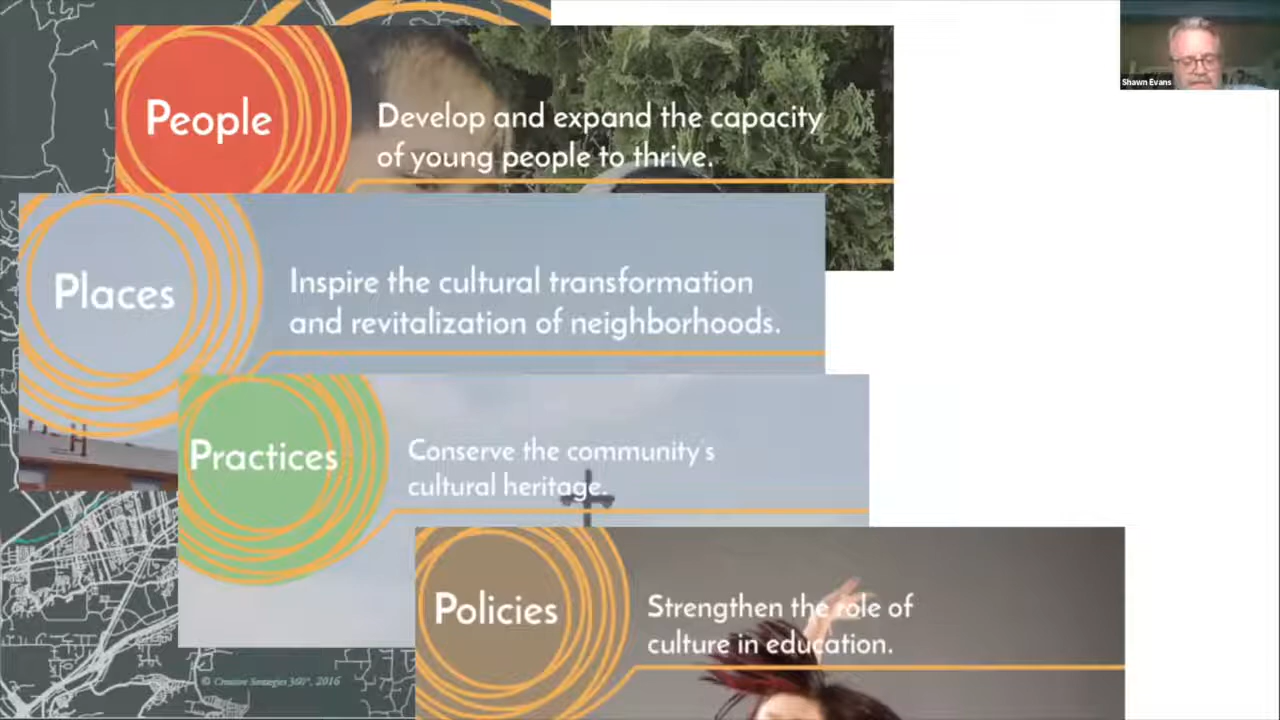 Shawn Evans
People
Develop and expand the capacity
of young people to thrive.
Places
Inspire the cultural transformation
and revitalization of neighborhoods.
Practices
Conserve the community's
cultural heritage.
Policies
Strengthen the role of
culture in education.
© Creative Strategies 360°, 2016